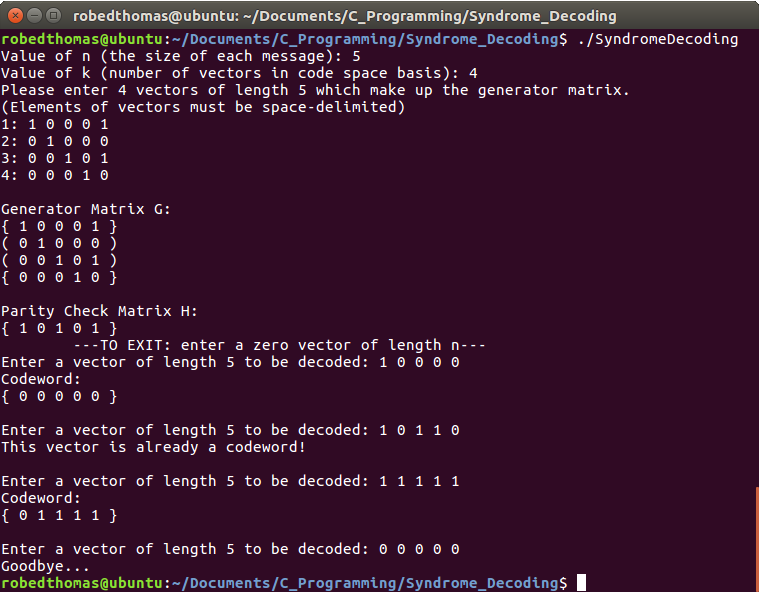 robedthomas@ubuntu: ~/Documents/C_Programming/Syndrome_Decoding
robedthomas@ubuntu:~/Documents/C_Programming/Syndrome_Decoding$ ./SyndromeDecoding
Value of n (the size of each message): 5
Value of k (number of vectors in code space basis): 4
Please enter 4 vectors of length 5 which make up the generator matrix.
(Elements of vectors must be space-delimited)
1: 1 0 0 0 1
2: 0 1 0 0 0
3: 0 0 1 0 1
4: 0 0 0 1 0

Generator Matrix G:
{ 1 0 0 0 1 }
( 0 1 0 0 0 )
( 0 0 1 0 1 )
{ 0 0 0 1 0 }

Parity Check Matrix H:
{ 1 0 1 0 1 }
        ---TO EXIT: enter a zero vector of length n---
Enter a vector of length 5 to be decoded: 1 0 0 0 0
Codeword:
{ 0 0 0 0 0 }

Enter a vector of length 5 to be decoded: 1 0 1 1 0
This vector is already a codeword!

Enter a vector of length 5 to be decoded: 1 1 1 1 1
Codeword:
{ 0 1 1 1 1 }

Enter a vector of length 5 to be decoded: 0 0 0 0 0
Goodbye...
robedthomas@ubuntu:~/Documents/C_Programming/Syndrome_Decoding$